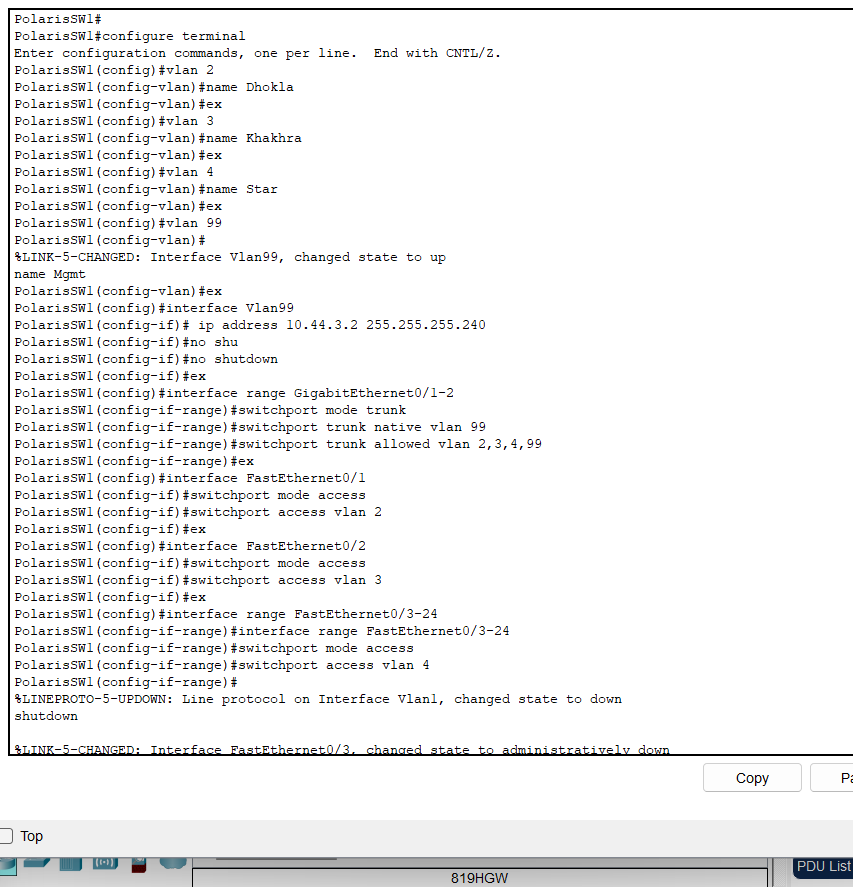 PolarisSW1#
PolarisSW1#configure terminal
Enter configuration commands, one per line.  End with CNTL/Z.
PolarisSW1(config)#vlan 2
PolarisSW1(config-vlan)#name Dhokla
PolarisSW1(config-vlan)#ex
PolarisSW1(config)#vlan 3
PolarisSW1(config-vlan)#name Khakhra
PolarisSW1(config-vlan)#ex
PolarisSW1(config)#vlan 4
PolarisSW1(config-vlan)#name Star
PolarisSW1(config-vlan)#ex
PolarisSW1(config)#vlan 99
PolarisSW1(config-vlan)#
%LINK-5-CHANGED: Interface Vlan99, changed state to up
name Mgmt
PolarisSW1(config-vlan)#ex
PolarisSW1(config)#interface Vlan99
PolarisSW1(config-if)# ip address 10.44.3.2 255.255.255.240
PolarisSW1(config-if)#no shu
PolarisSW1(config-if)#no shutdown
PolarisSW1(config-if)#ex
PolarisSW1(config)#interface range GigabitEthernet0/1-2
PolarisSW1(config-if-range)#switchport mode trunk
PolarisSW1(config-if-range)#switchport trunk native vlan 99
PolarisSW1(config-if-range)#switchport trunk allowed vlan 2,3,4,99
PolarisSW1(config-if-range)#ex
PolarisSW1(config)#interface FastEthernet0/1
PolarisSW1(config-if)#switchport mode access
PolarisSW1(config-if)#switchport access vlan 2
PolarisSW1(config-if)#ex
PolarisSW1(config)#interface FastEthernet0/2
PolarisSW1(config-if)#switchport mode access
PolarisSW1(config-if)#switchport access vlan 3
PolarisSW1(config-if)#ex
PolarisSW1(config)#interface range FastEthernet0/3-24
PolarisSW1(config-if-range)#interface range FastEthernet0/3-24
PolarisSW1(config-if-range)#switchport mode access
PolarisSW1(config-if-range)#switchport access vlan 4
PolarisSW1(config-if-range)#
%LINEPROTO-5-UPDOWN: Line protocol on Interface Vlan1, changed state to down
shutdown
%LINK-5-CHANGED: Interface FastEthernet0/3, changed state to administratively down
Copy
Pa
Top
PDU List
819HGW